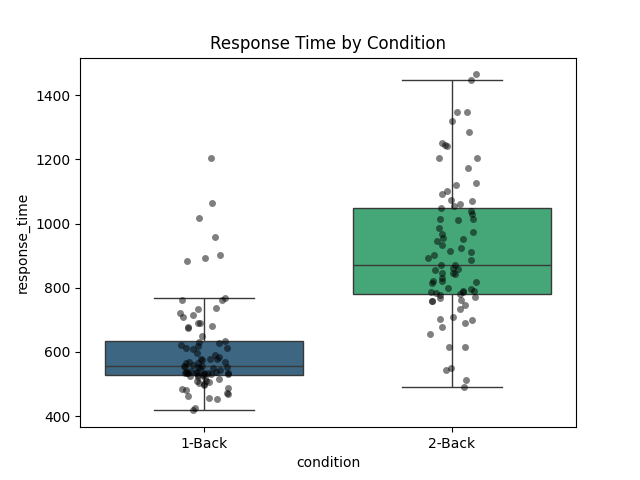 Response Time by Condition
1400
1200
1000
800
600
400
response_time
1-Back
2-Back
condition